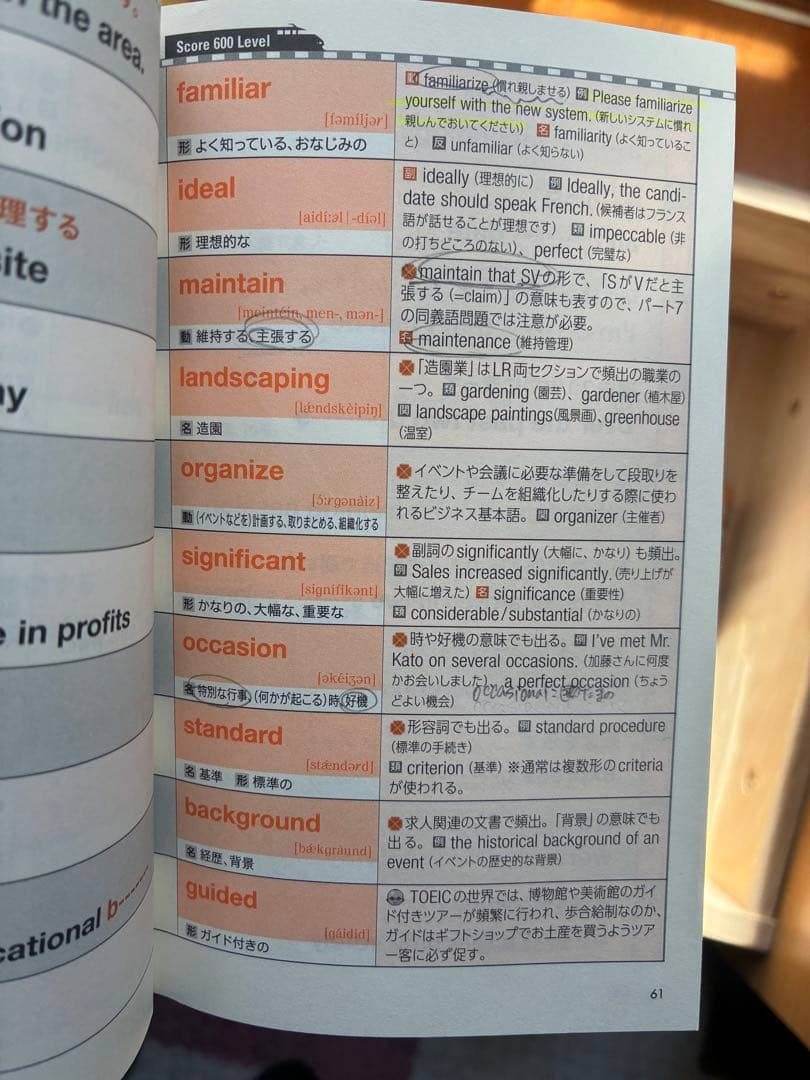 the area.
on
理する
site
ny
e in profits
cational b------
Score 600 Level
familiar
[fəmíljər]
形 よく知っている、おなじみの
動 familiarize (慣れ親しませる) 例 Please familiarize
yourself with the new system. (新しいシステムに慣れ
親しんでおいてください) 名 familiarity (よく知っているこ
と) 反 unfamiliar (よく知らない)
ideal
[aidíːəl | -díəl]
形 理想的な
副 ideally (理想的に) 例 Ideally, the candi-
date should speak French. (候補者はフランス
語が話せることが理想です) 類 impeccable (非
の打ちどころのない)、perfect (完璧な)
maintain
[meintéin, men-, mən-]
動 維持する、主張する
maintain that SVの形で、「SがVだと主
張する (=claim)」の意味も表すので、パート7
の同義語問題では注意が必要。
名 maintenance (維持管理)
landscaping
[lǽndskèipiŋ]
名 造園
「造園業」はLR両セクションで頻出の職業の
一つ。類 gardening (園芸)、gardener (植木屋)
関 landscape paintings(風景画)、greenhouse
(温室)
organize
[ɔ́ːrgənàiz]
動 (イベントなどを)計画する、取りまとめる、組織化する
イベントや会議に必要な準備をして段取りを
整えたり、チームを組織化したりする際に使わ
れるビジネス基本語。関 organizer (主催者)
significant
[signífikənt]
形 かなりの、大幅な、重要な
副詞のsignificantly (大幅に、かなり) も頻出。
例 Sales increased significantly. (売り上げが
大幅に増えた) 名 significance (重要性)
類 considerable/substantial (かなりの)
occasion
[əkéiʒən]
名 特別な行事、(何かが起こる)時、好機
時や好機の意味でも出る。例 I've met Mr.
Kato on several occasions. (加藤さんに何度
かお会いしました)、a perfect occasion (ちょう
どよい機会)
occasional
standard
[stǽndərd]
名 基準 形 標準の
形容詞でも出る。例 standard procedure
(標準の手続き)
類 criterion (基準) ※通常は複数形のcriteria
が使われる。
background
[bǽkgràund]
名 経歴、背景
求人関連の文書で頻出。「背景」の意味でも
出る。例 the historical background of an
event (イベントの歴史的な背景)
guided
[gáidid]
形 ガイド付きの
TOEICの世界では、博物館や美術館のガイ
ド付きツアーが頻繁に行われ、歩合給制なのか、
ガイドはギフトショップでお土産を買うようツア
ー客に必ず促す。
61